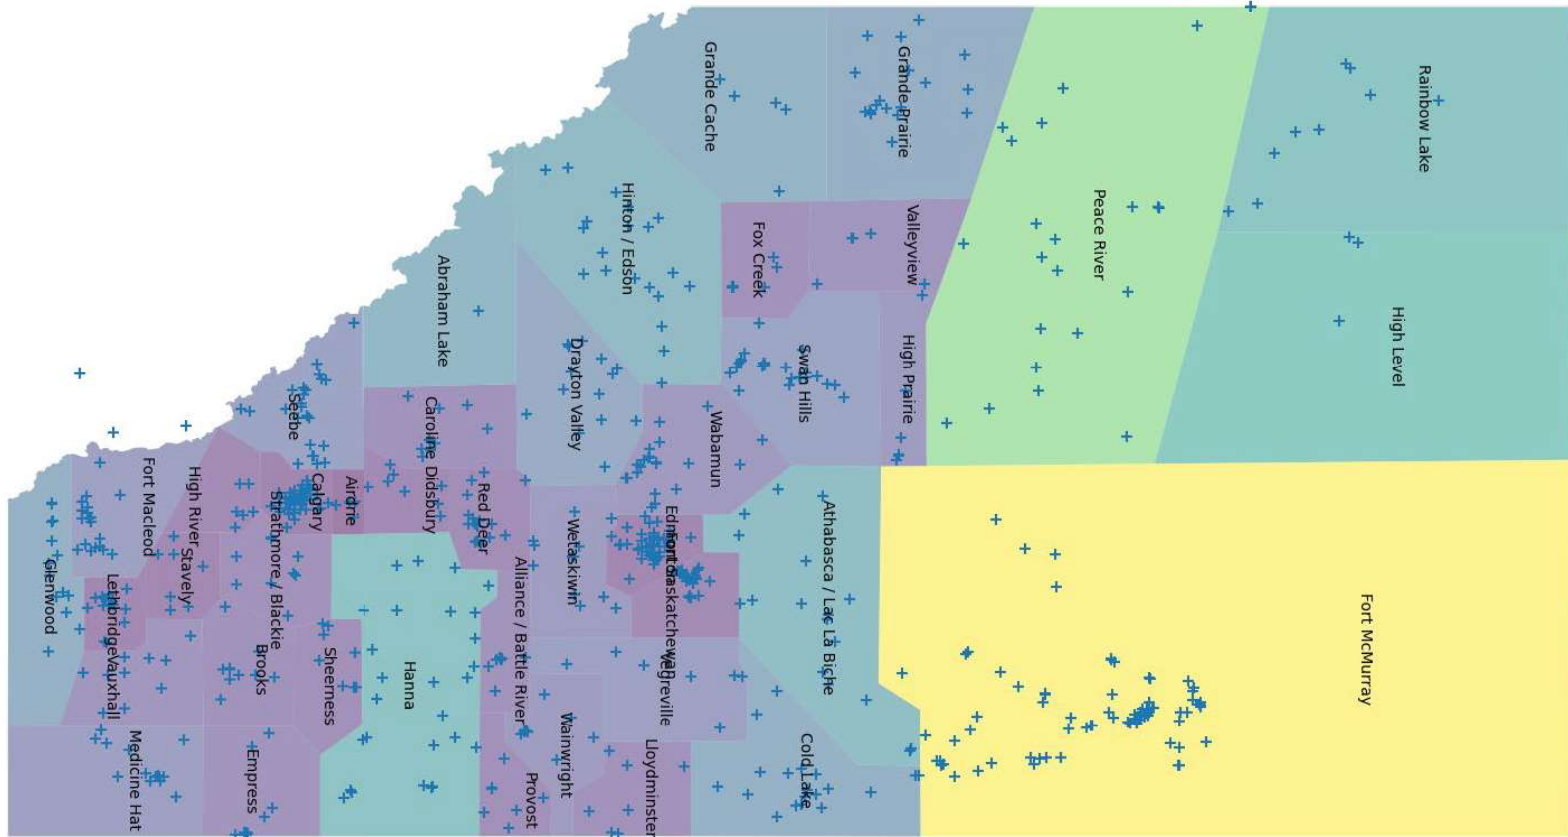 Rainbow Lake
High Level
Peace River
Fort McMurray
Grande Prairie
Grande Cache
Valleyview
Fox Creek
High Prairie
Swan Hills
Hinton / Edson
Abraham Lake
Drayton Valley
Wabamun
Athabasca / Lac La Biche
Cold Lake
Seebe
Caroline
Didsbury
Red Deer
Airdrie
Calgary
Strathmore / Blackie
High River
Stavely
Fort Macleod
Glenwood
Lethbridge
Vauxhall
Brooks
Sheerness
Hanna
Medicine Hat
Empress
Wetaskiwin
Alliance / Battle River
Edmonton
Fort Saskatchewan
Vegreville
Wainwright
Lloydminster
Provost